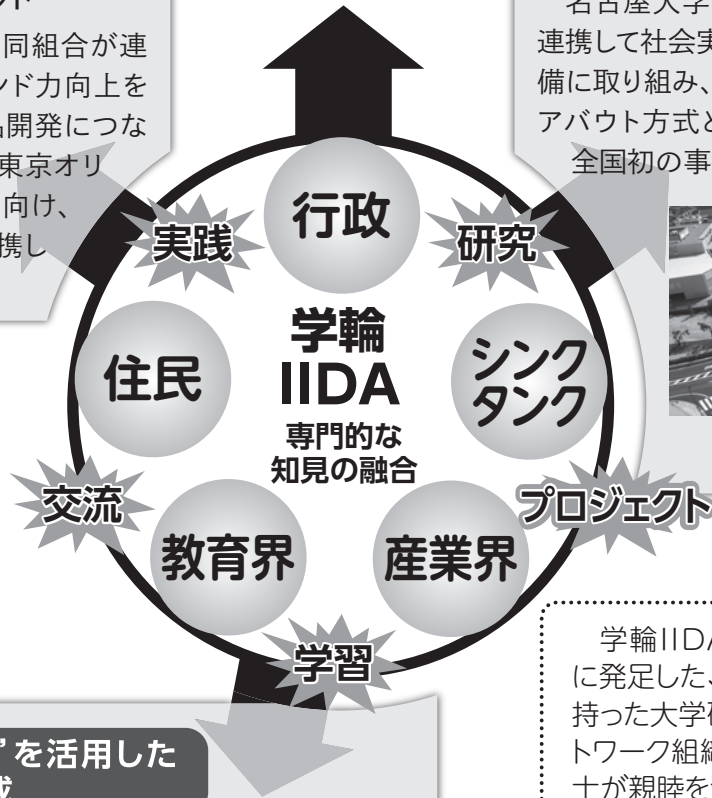 同組合が連
ンド力向上を
品開発につな
東京オリ
向け、
携し
名古屋大学
連携して社会実
備に取り組み、
アバウト方式と
全国初の事
行政
実践
研究
学輪
IIDA
専門的な
知見の融合
住民
シンク
タンク
交流
プロジェクト
教育界
産業界
学習
を活用した
学輪IIDA
に発足した、
持った大学研
トワーク組織
士が親睦を